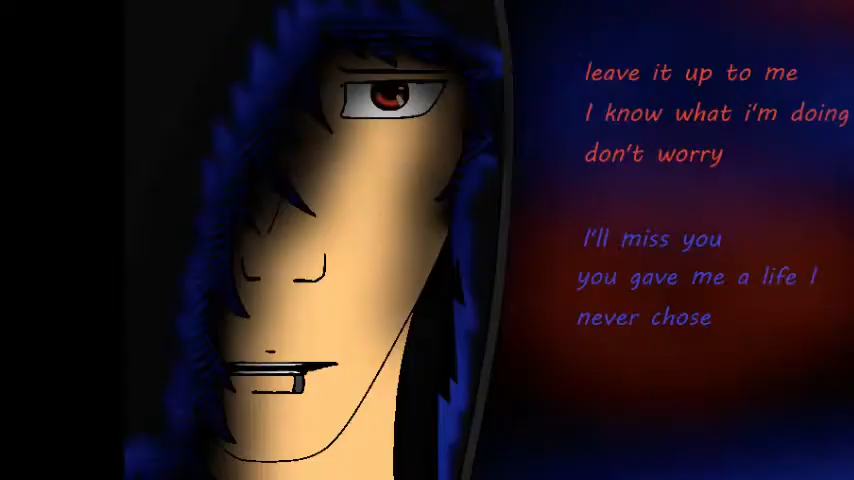 leave it up to me
I know what i'm doing
don't worry
I'll miss you
you gave me a life I
never chose